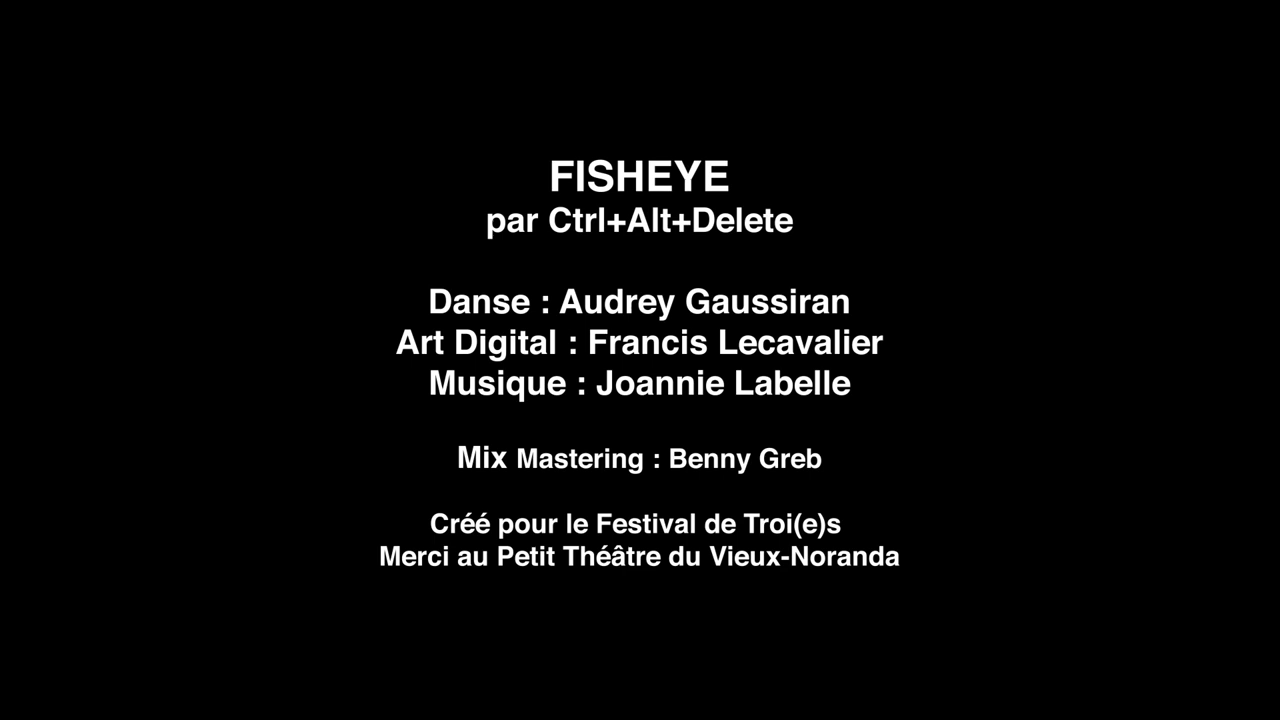 FISHEYE
par Ctrl+Alt+Delete
Danse : Audrey Gaussiran
Art Digital : Francis Lecavalier
Musique : Joannie Labelle
Mix Mastering : Benny Greb
Créé pour le Festival de Troi(e)s
Merci au Petit Théâtre du Vieux-Noranda